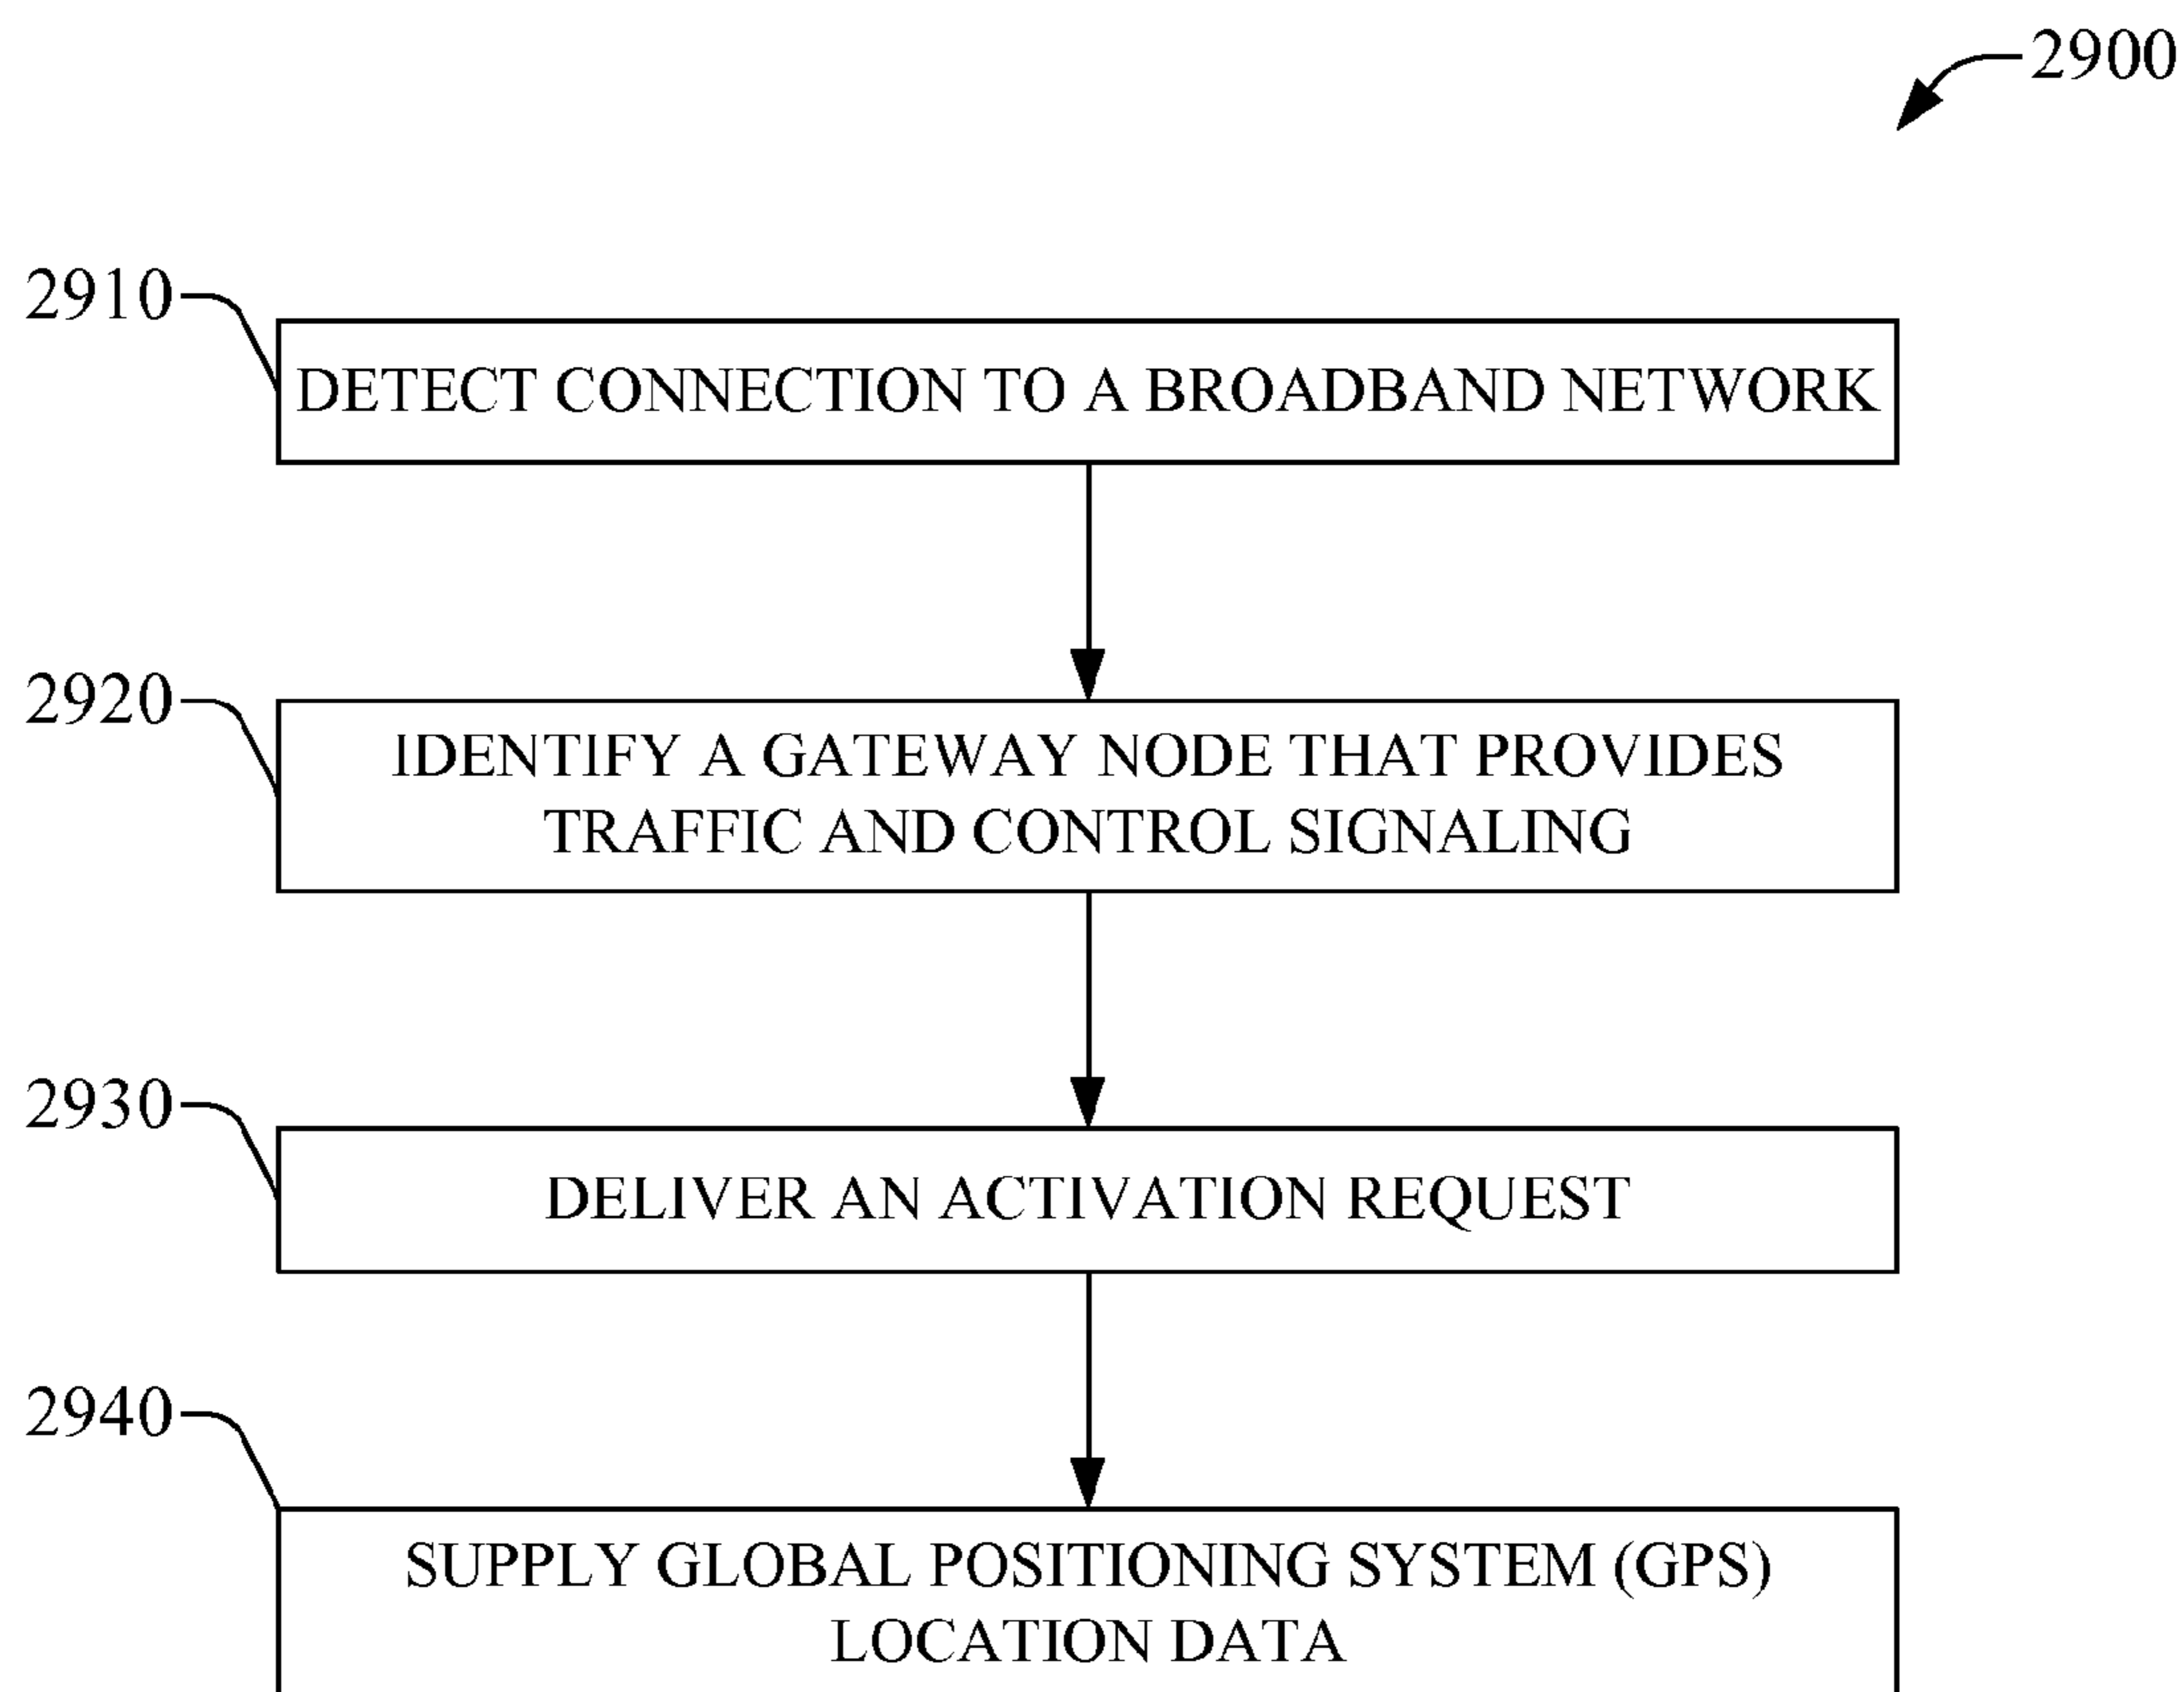 2900
2910
DETECT CONNECTION TO A BROADBAND NETWORK
2920
IDENTIFY A GATEWAY NODE THAT PROVIDES
TRAFFIC AND CONTROL SIGNALING
2930
DELIVER AN ACTIVATION REQUEST
2940
SUPPLY GLOBAL POSITIONING SYSTEM (GPS)
LOCATION DATA